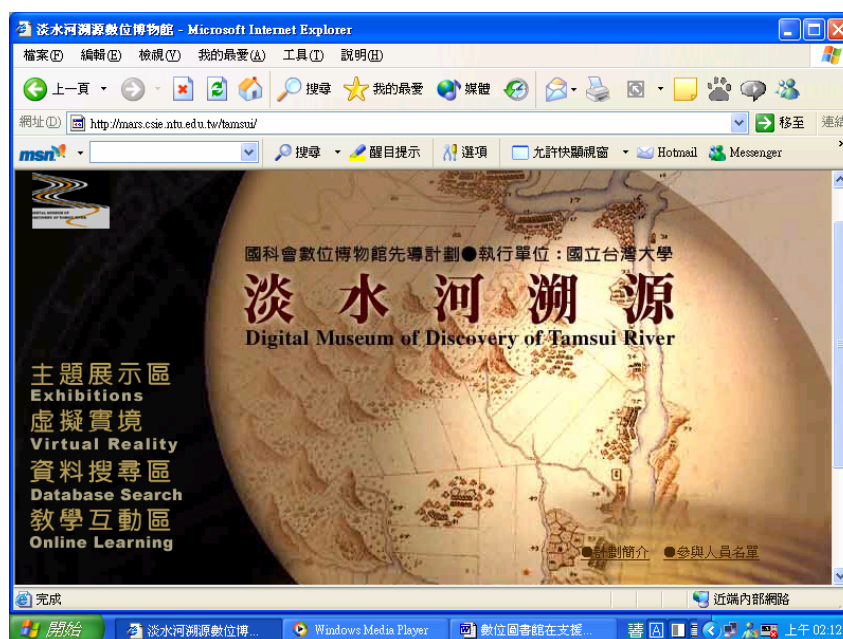 淡水河溯源數位博物館 - Microsoft Internet Explorer
檔案(F) 編輯(E) 檢視(V) 我的最愛(A) 工具(T) 說明(H)
上一頁 搜尋 我的最愛 媒體
網址(D) http://mars.csie.ntu.edu.tw/tamsui/ 移至 連結
msn 搜尋 醒目提示 選項 允許快顯視窗 Hotmail Messenger
DIGITAL MUSEUM OF
DISCOVERY OF TAMSUI RIVER
國科會數位博物館先導計劃●執行單位：國立台灣大學
淡水河溯源
Digital Museum of Discovery of Tamsui River
主題展示區
Exhibitions
虛擬實境
Virtual Reality
資料搜尋區
Database Search
教學互動區
Online Learning
●計劃簡介 ●參與人員名單
完成 近端內部網路
開始 淡水河溯源數位博... Windows Media Player 數位圖書館在支援... A 上午 02:12